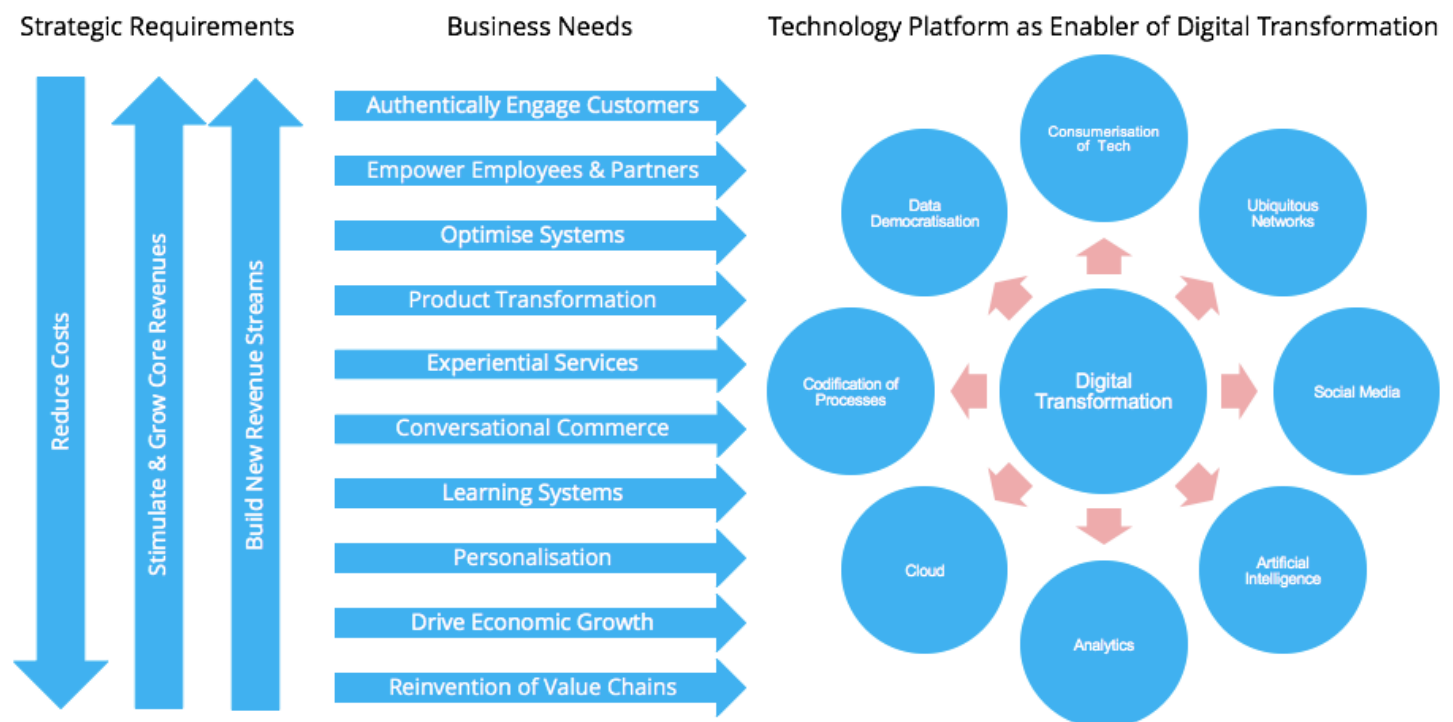 Strategic Requirements
Business Needs
Technology Platform as Enabler of Digital Transformation
Reduce Costs
Stimulate & Grow Core Revenues
Build New Revenue Streams
Authentically Engage Customers
Empower Employees & Partners
Optimise Systems
Product Transformation
Experiential Services
Conversational Commerce
Learning Systems
Personalisation
Drive Economic Growth
Reinvention of Value Chains
Consumerisation
of Tech
Ubiquitous
Networks
Social Media
Artificial
Intelligence
Analytics
Cloud
Codification of
Processes
Data
Democratisation
Digital
Transformation